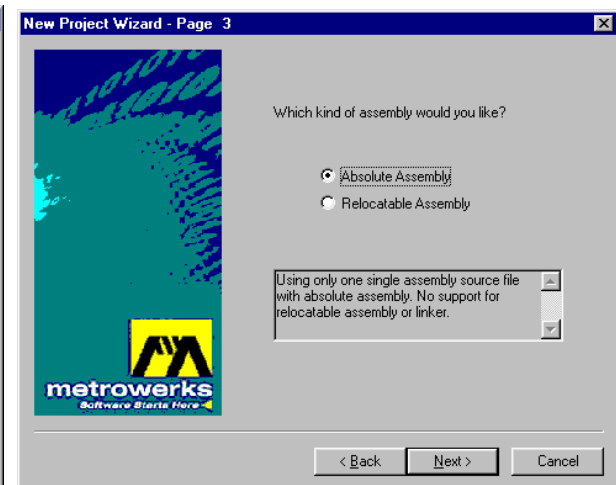 New Project Wizard - Page 3
1010101
1010100
Which kind of assembly would you like?
Absolute Assembly
Relocatable Assembly
Using only one single assembly source file
with absolute assembly. No support for
relocatable assembly or linker.
metrowerks
Software Starts Here
< Back
Next >
Cancel